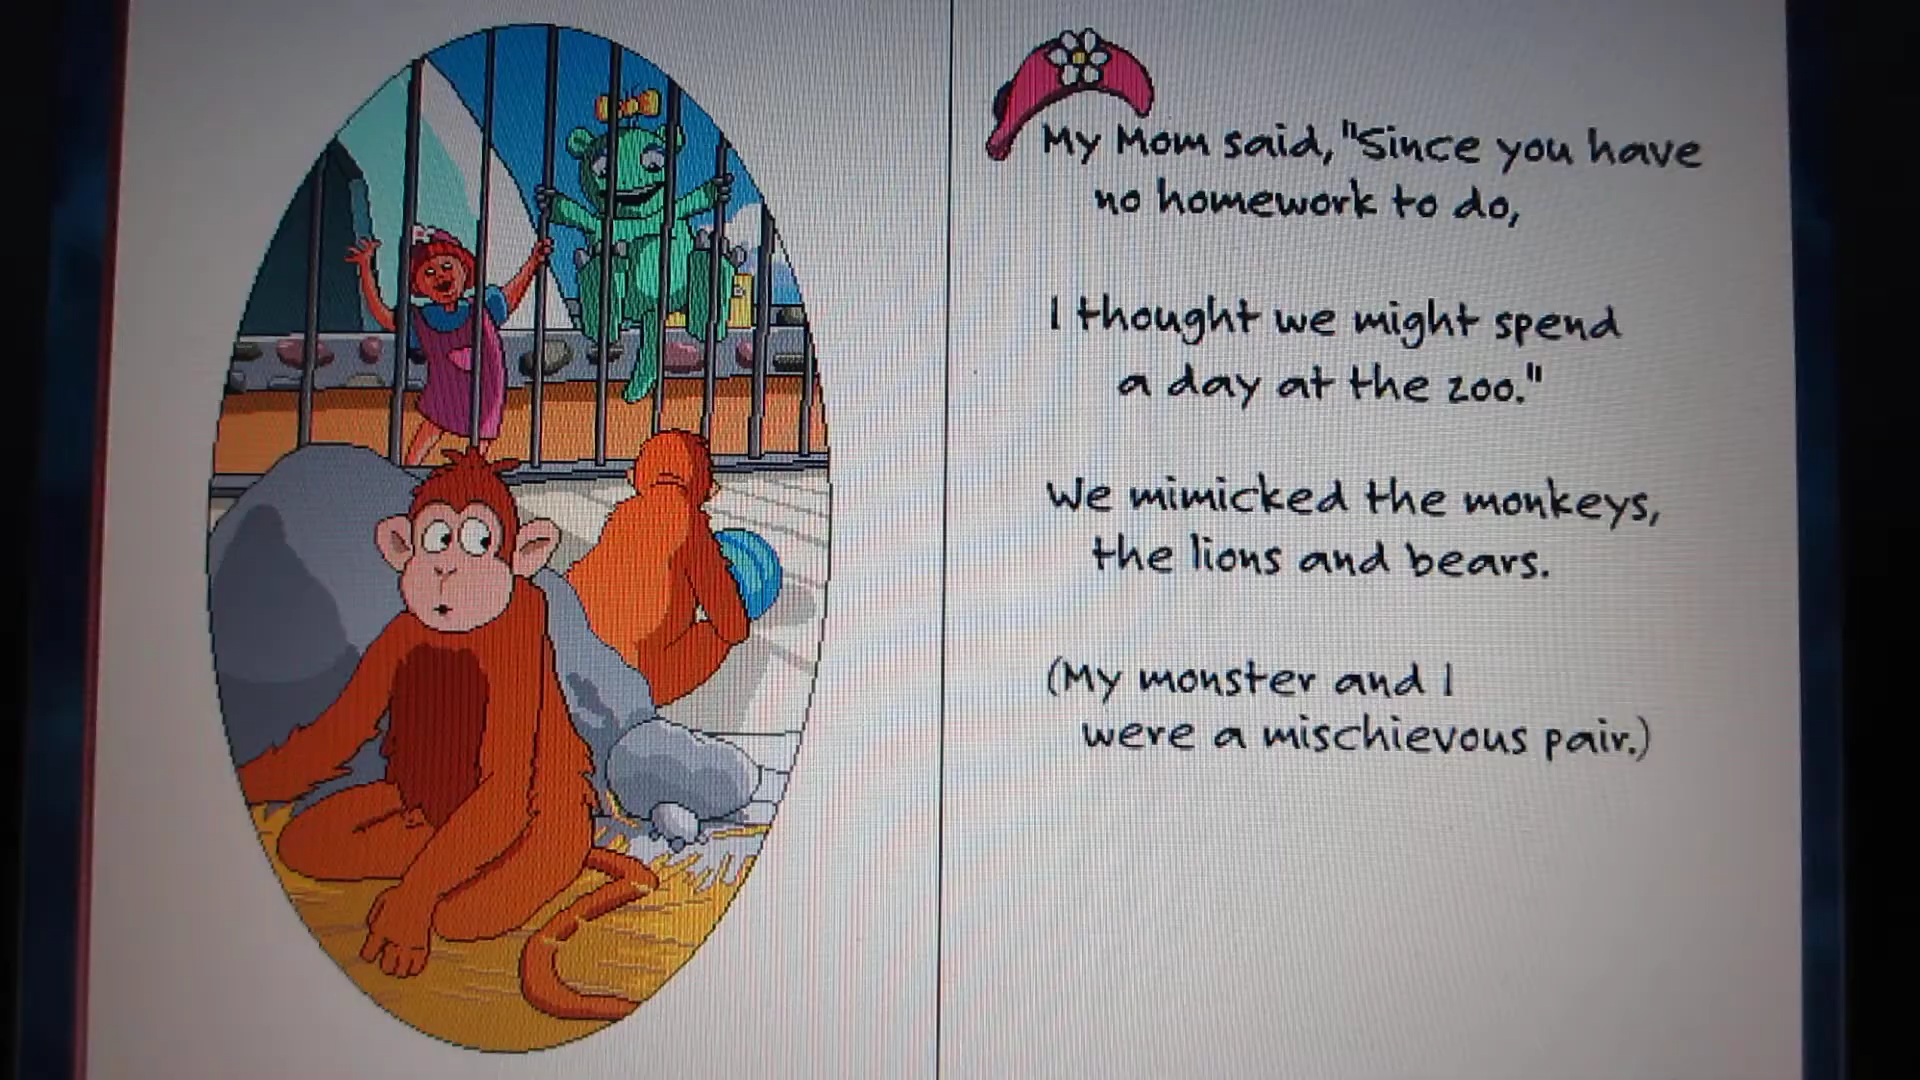 My Mom said, "Since you have
no homework to do,
I thought we might spend
a day at the zoo."
We mimicked the monkeys,
the lions and bears.
(My monster and I
were a mischievous pair.)